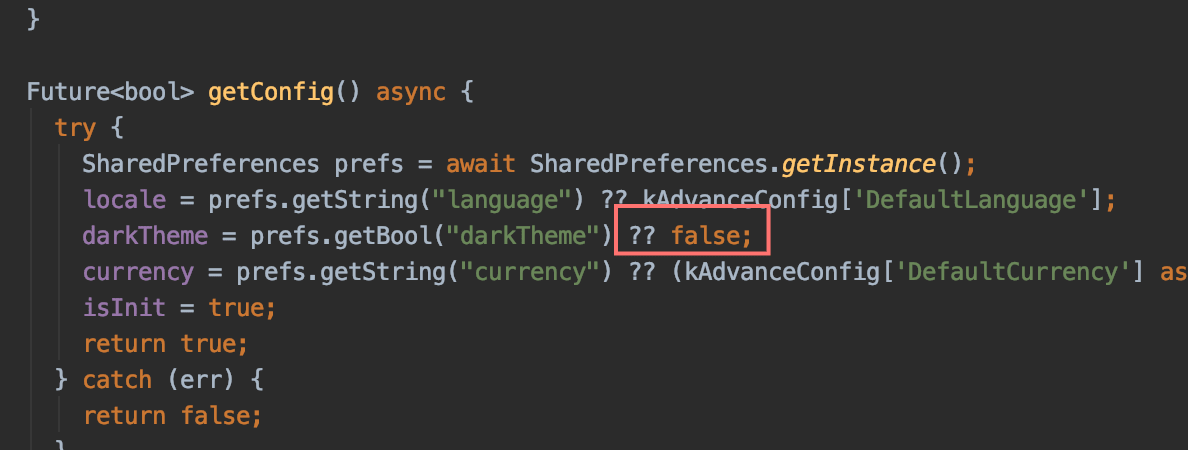 }
Future<bool> getConfig() async {
try {
SharedPreferences prefs = await SharedPreferences.getInstance();
locale = prefs.getString("language") ?? kAdvanceConfig['DefaultLanguage'];
darkTheme = prefs.getBool("darkTheme") ?? false;
currency = prefs.getString("currency") ?? (kAdvanceConfig['DefaultCurrency'] as
isInit = true;
return true;
} catch (err) {
return false;
}